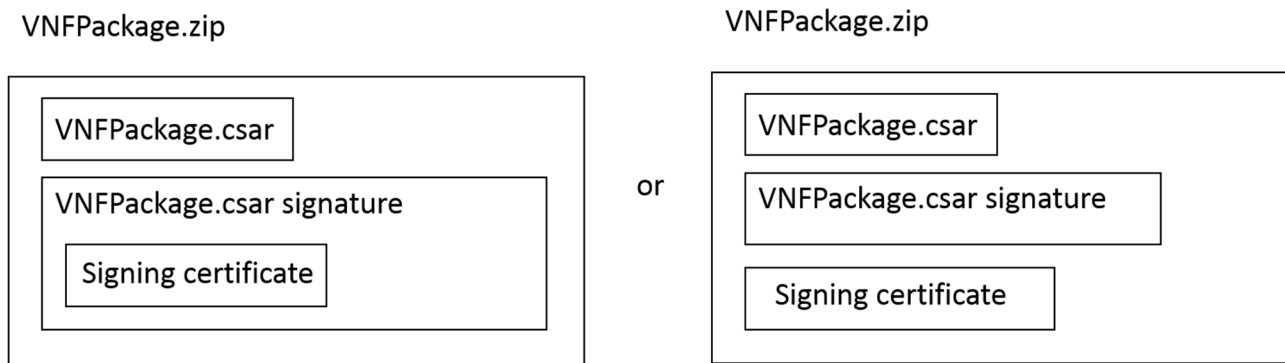 VNFPackage.zip
VNFPackage.csar
VNFPackage.csar signature
Signing certificate
or
VNFPackage.zip
VNFPackage.csar
VNFPackage.csar signature
Signing certificate